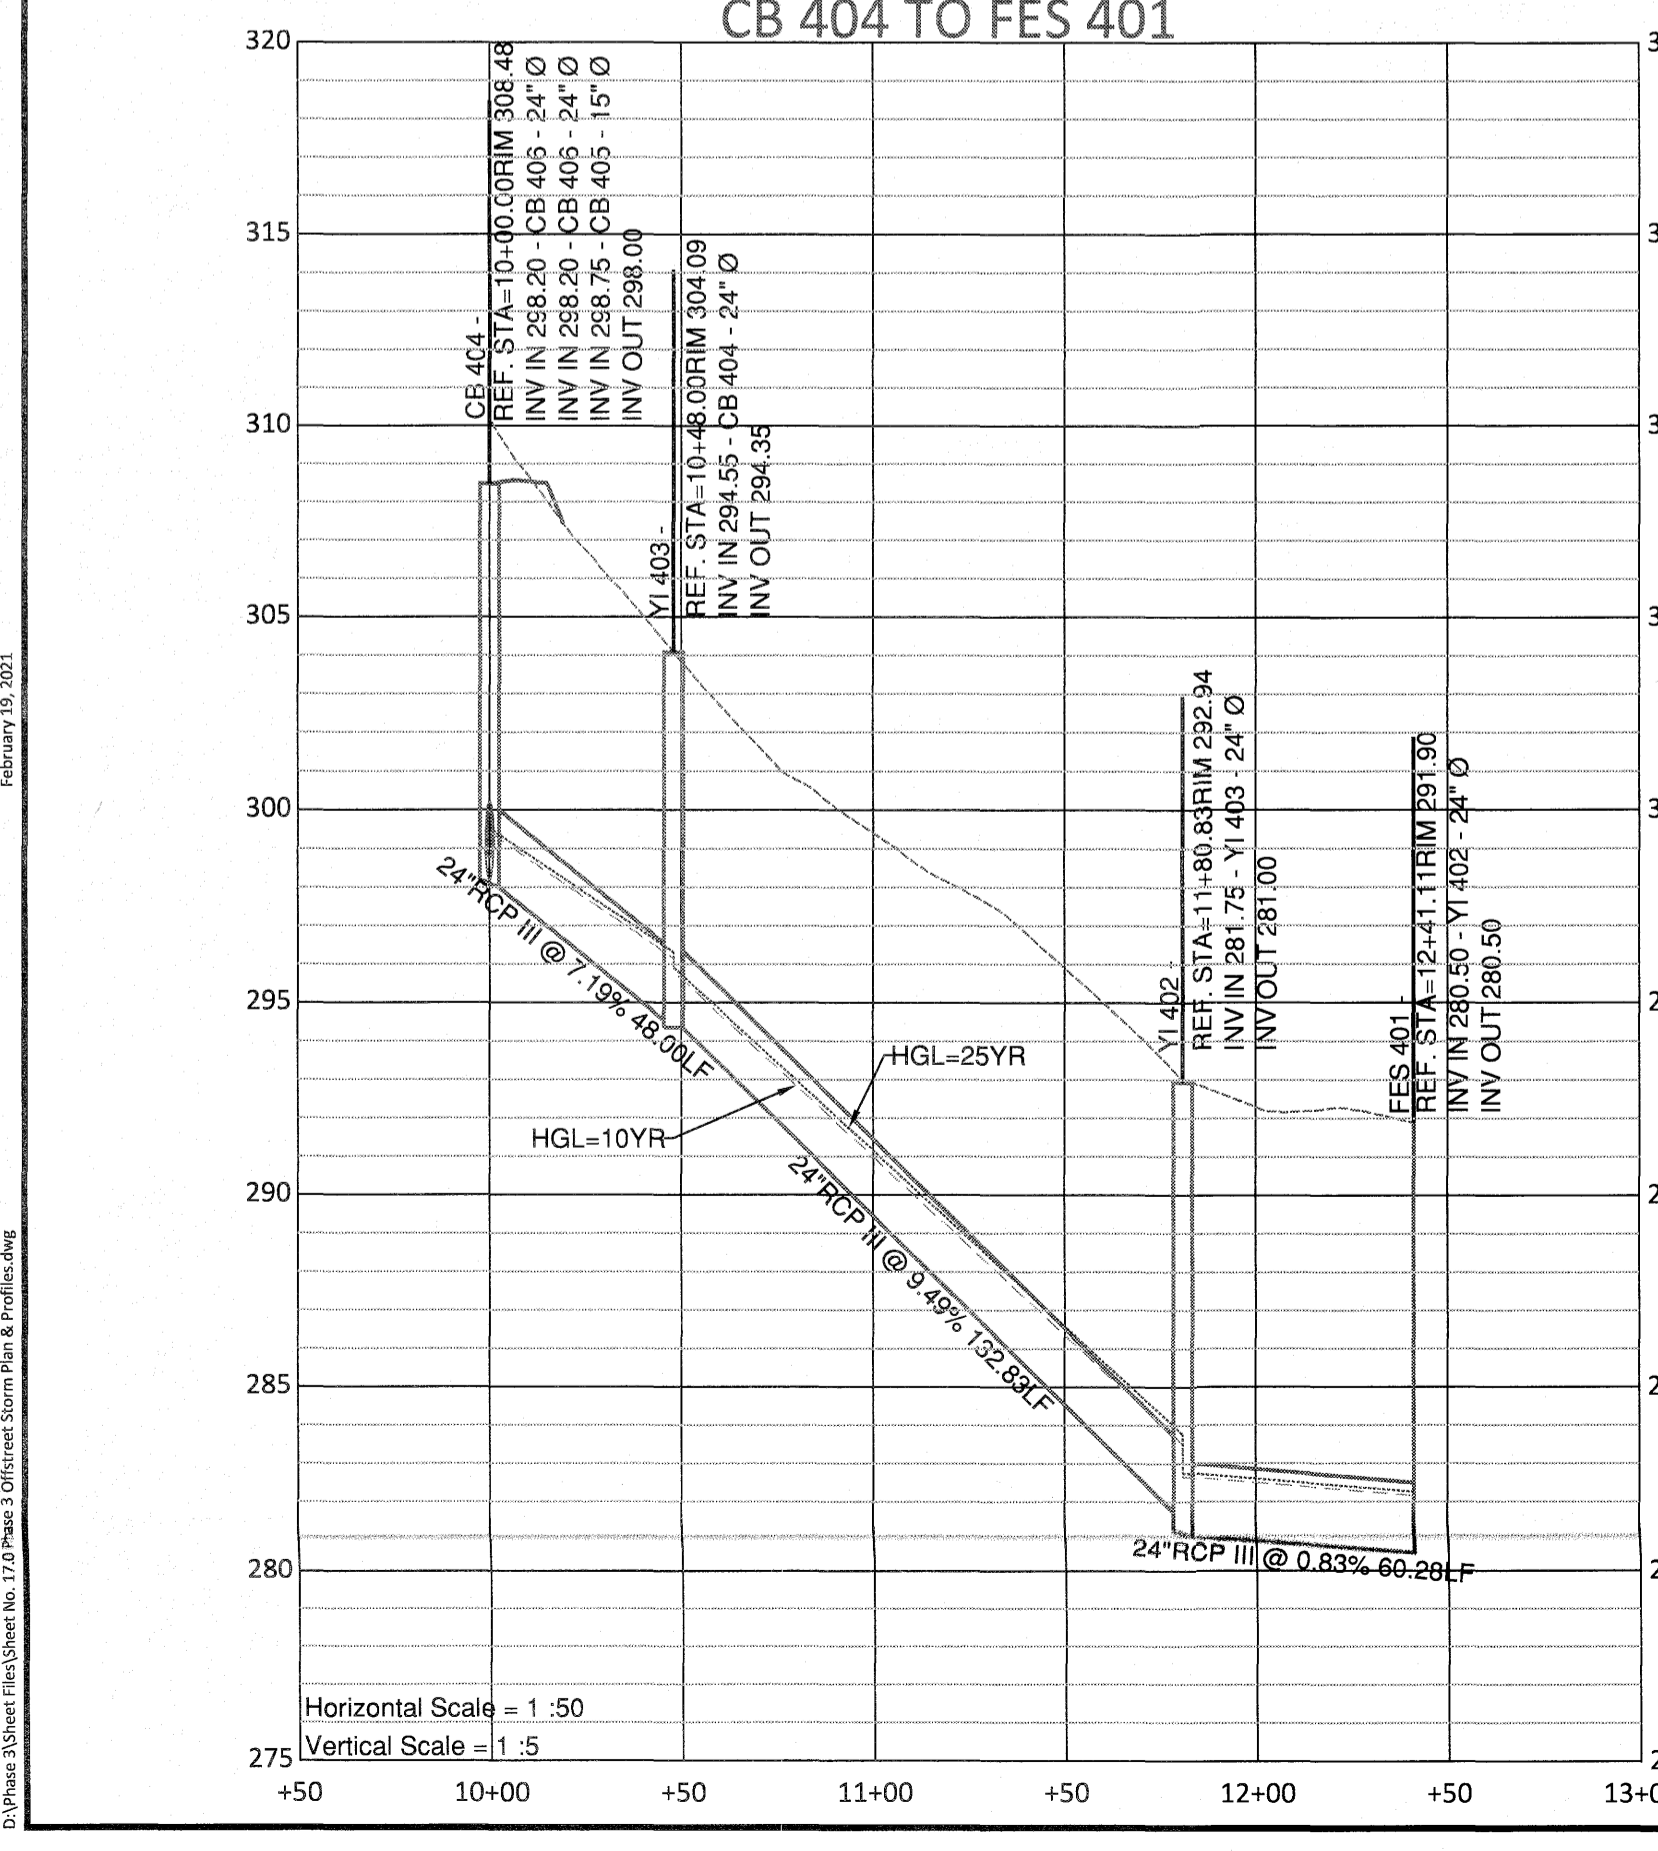 CB 404 TO FES 401
320
315
310
305
300
295
290
285
280
275
CB 404 -
REF. STA=10+00.00RIM 308.48
INV IN 298.20 - CB 406 - 24" Ø
INV IN 298.20 - CB 406 - 24" Ø
INV IN 298.75 - CB 405 - 15" Ø
INV OUT 298.00
YI 403 -
REF. STA=10+48.00RIM 304.09
INV IN 294.55 - CB 404 - 24" Ø
INV OUT 294.35
YI 402 -
REF. STA=11+80.83RIM 292.94
INV IN 281.75 - YI 403 - 24" Ø
INV OUT 281.00
FES 401 -
REF. STA=12+41.11RIM 291.90
INV IN 280.50 - YI 402 - 24" Ø
INV OUT 280.50
24"RCP III @ 7.19% 48.00LF
HGL=25YR
HGL=10YR
24"RCP III @ 9.49% 132.83LF
24"RCP III @ 0.83% 60.28LF
Horizontal Scale = 1 :50
Vertical Scale = 1 :5
+50
10+00
+50
11+00
+50
12+00
+50
13+0
February 19, 2021
D:\Phase 3\Sheet Files\Sheet No. 17.0 Phase 3 Offstreet Storm Plan & Profiles.dwg